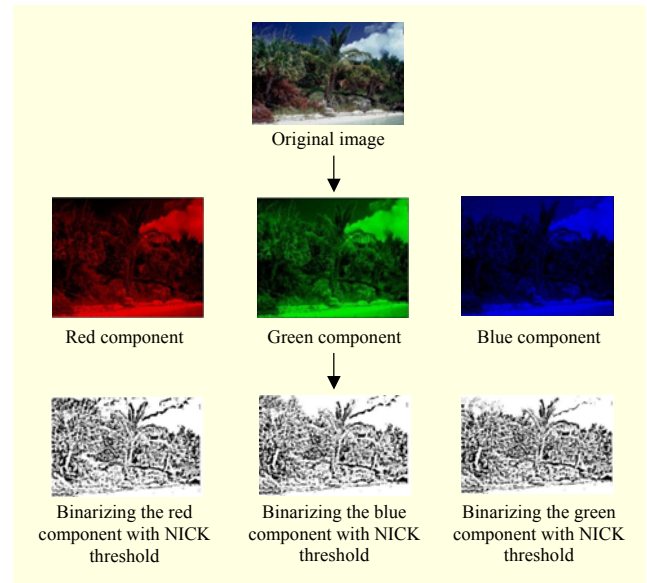 Original image
Red component
Green component
Blue component
Binarizing the red
component with NICK
threshold
Binarizing the blue
component with NICK
threshold
Binarizing the green
component with NICK
threshold